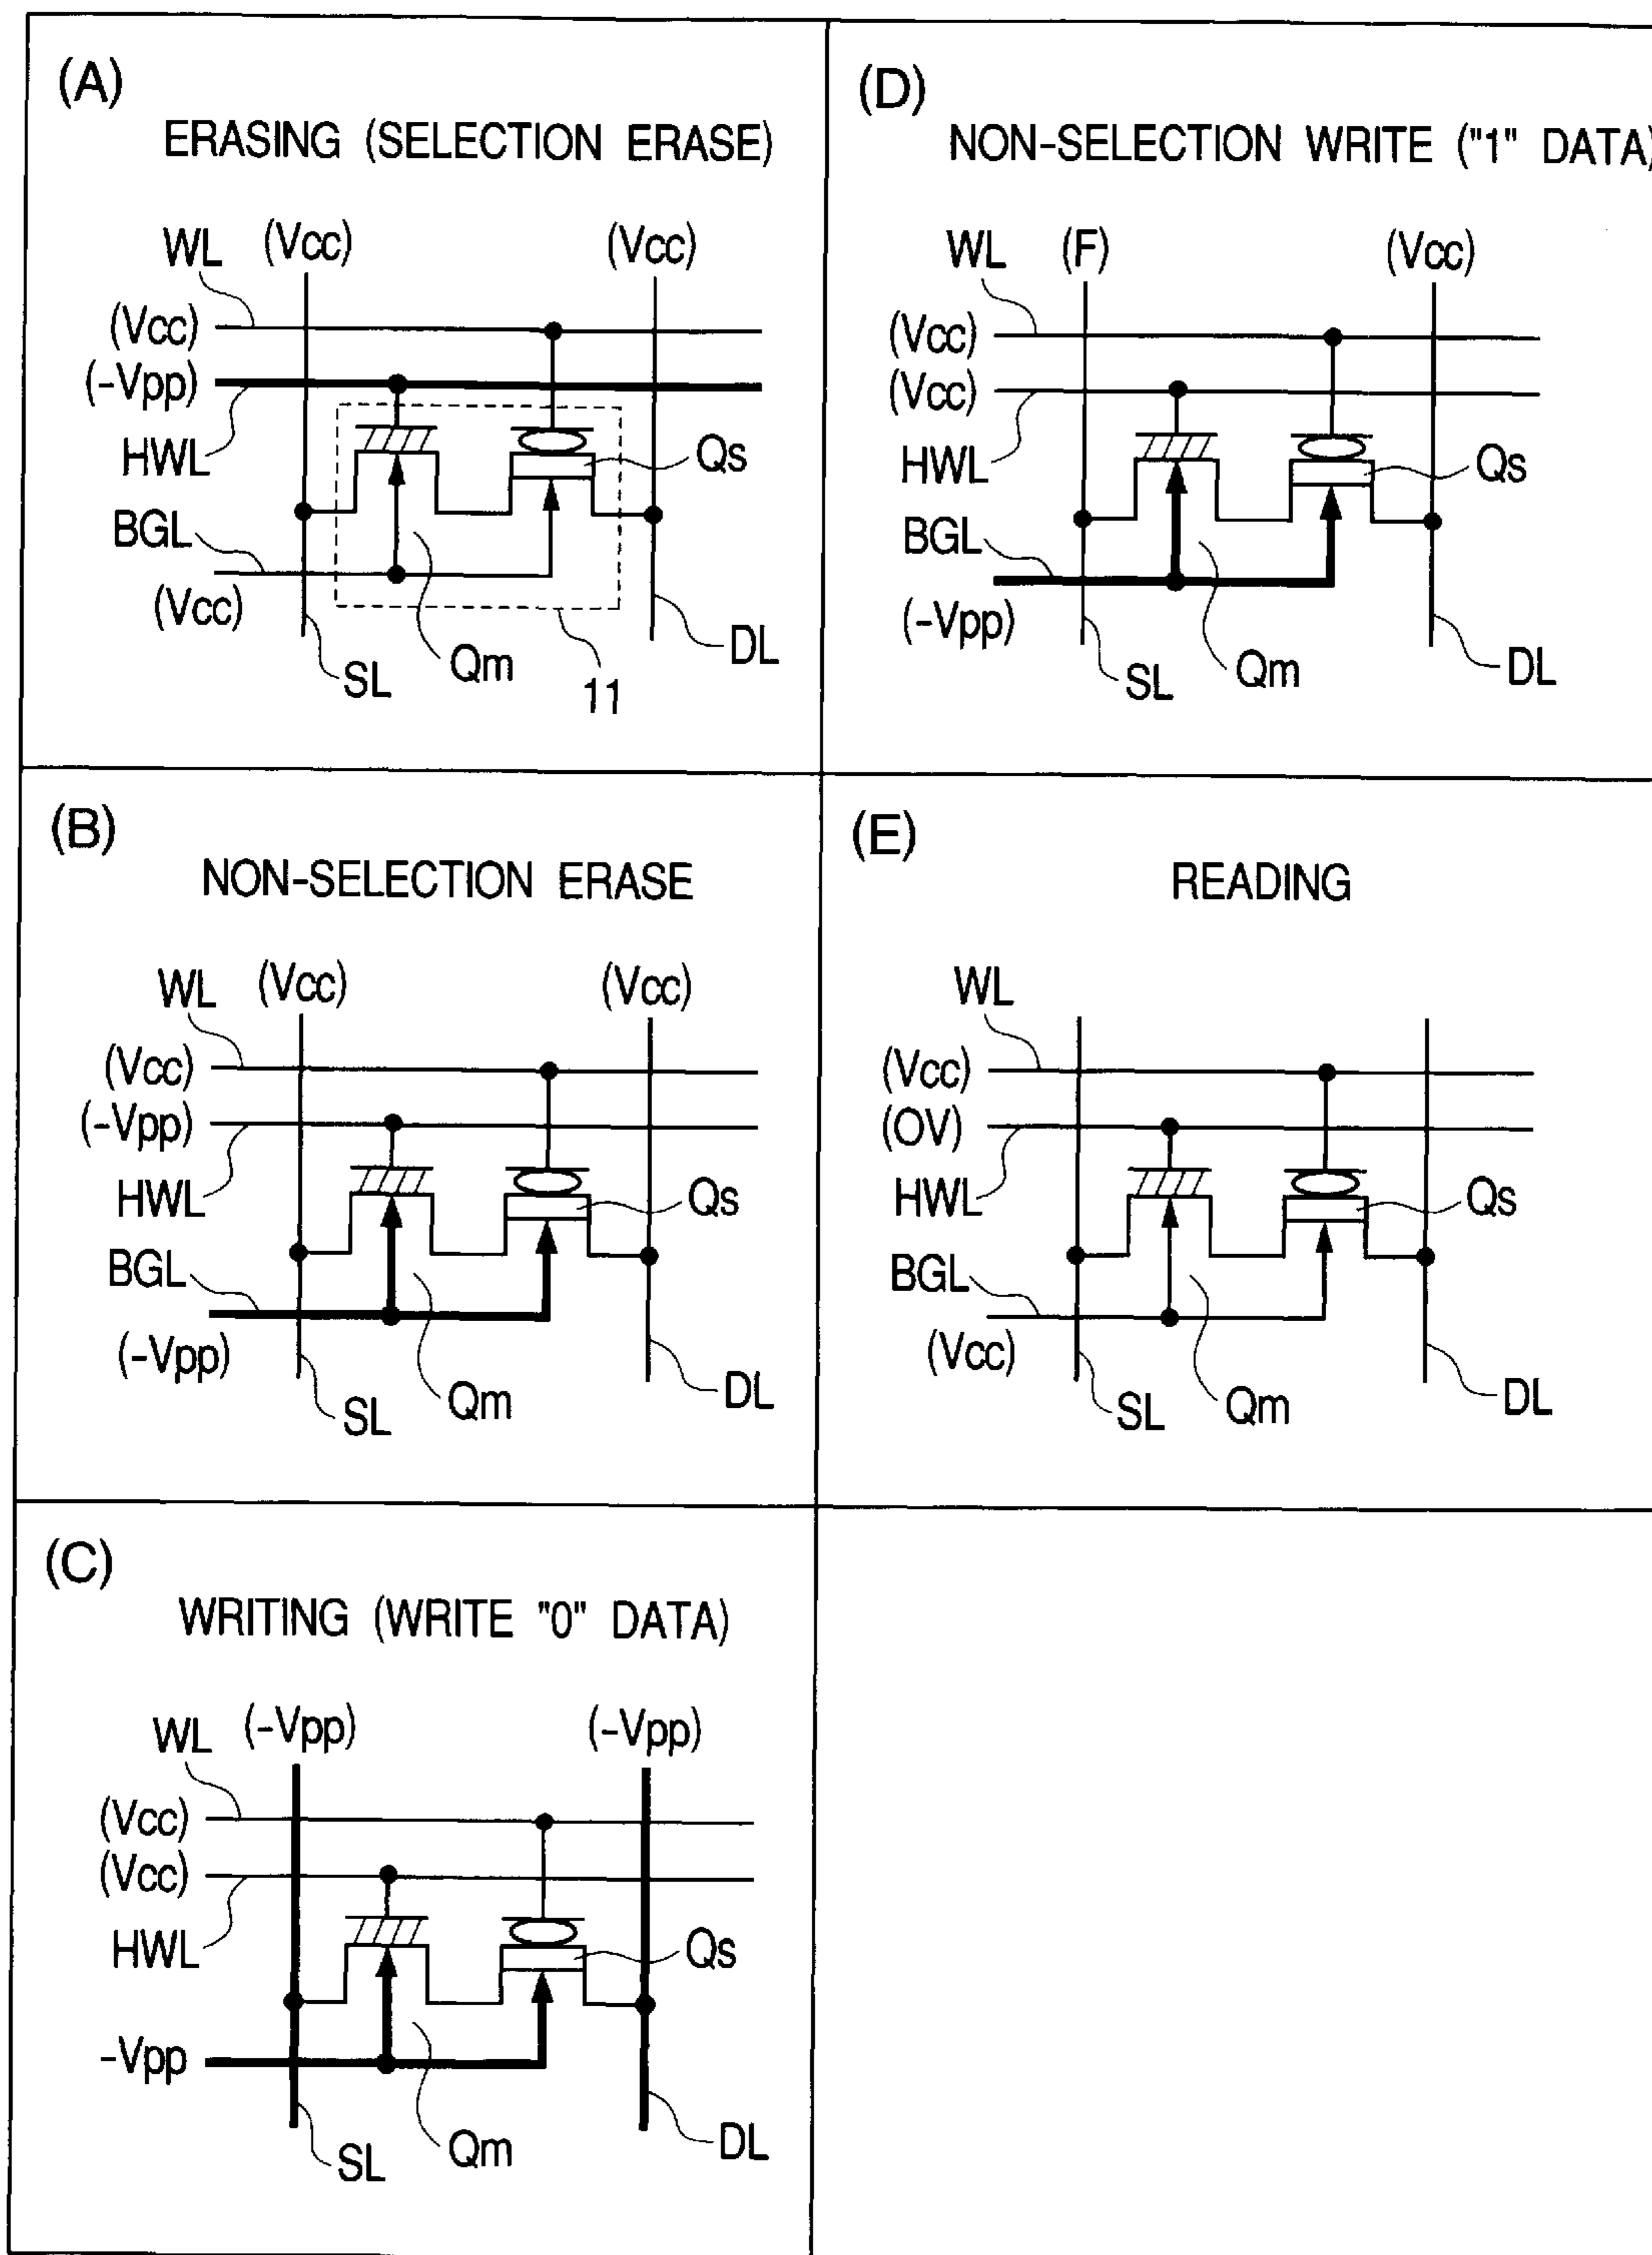 (A)
ERASING (SELECTION ERASE)
WL (Vcc) (Vcc)
(Vcc)
(-Vpp)
HWL Qs
BGL
(Vcc)
SL Qm 11 DL
(B)
NON-SELECTION ERASE
WL (Vcc) (Vcc)
(Vcc)
(-Vpp)
HWL Qs
BGL
(-Vpp)
SL Qm DL
(C)
WRITING (WRITE "0" DATA)
WL (-Vpp) (-Vpp)
(Vcc)
(Vcc)
HWL Qs
-Vpp
SL Qm DL
(D)
NON-SELECTION WRITE ("1" DATA)
WL (F) (Vcc)
(Vcc)
(Vcc)
HWL Qs
BGL
(-Vpp)
SL Qm DL
(E)
READING
WL
(Vcc)
(OV)
HWL Qs
BGL
(Vcc)
SL Qm DL